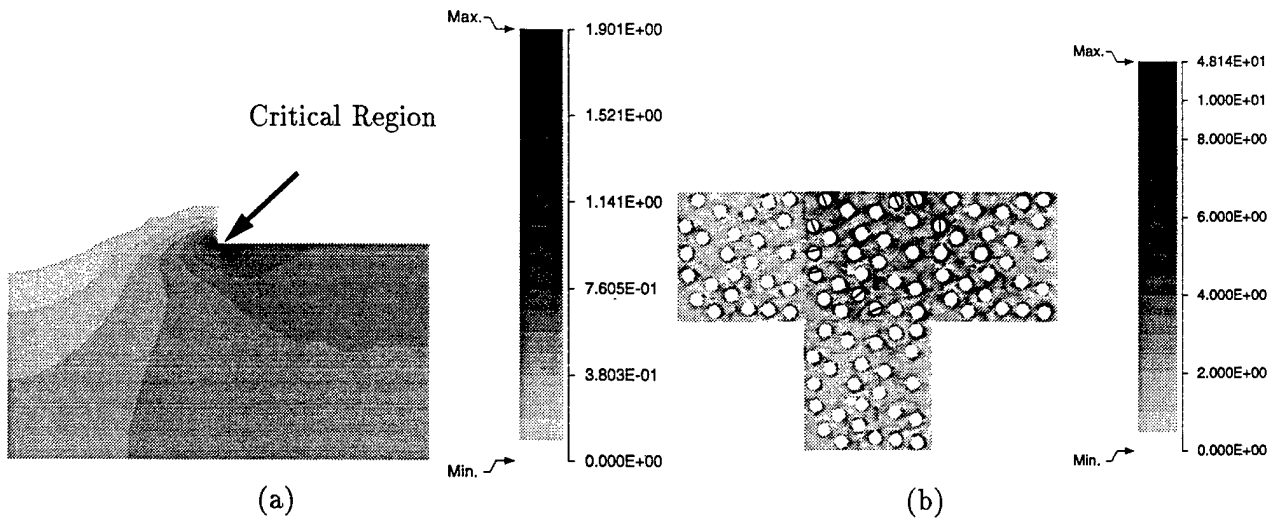 Critical Region
Max.
1.901E+00
1.521E+00
1.141E+00
7.605E-01
3.803E-01
0.000E+00
Min.
(a)
Max.
4.814E+01
1.000E+01
8.000E+00
6.000E+00
4.000E+00
2.000E+00
0.000E+00
Min.
(b)